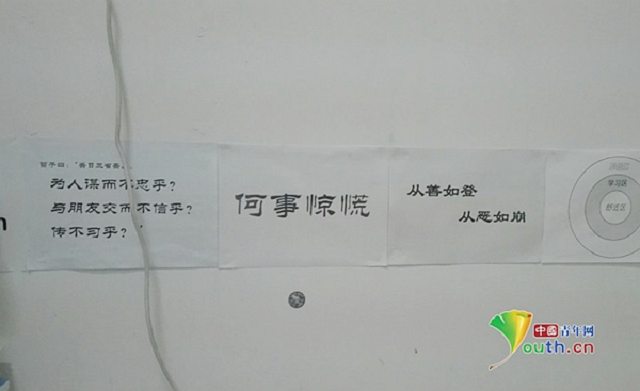 曾子曰：“吾日三省吾
为人谋而不忠乎？
与朋友交而不信乎？
传不习乎？
何事惊慌
从善如登
从恶如崩
学习区
舒适区
n
中國青年网
Youth.cn